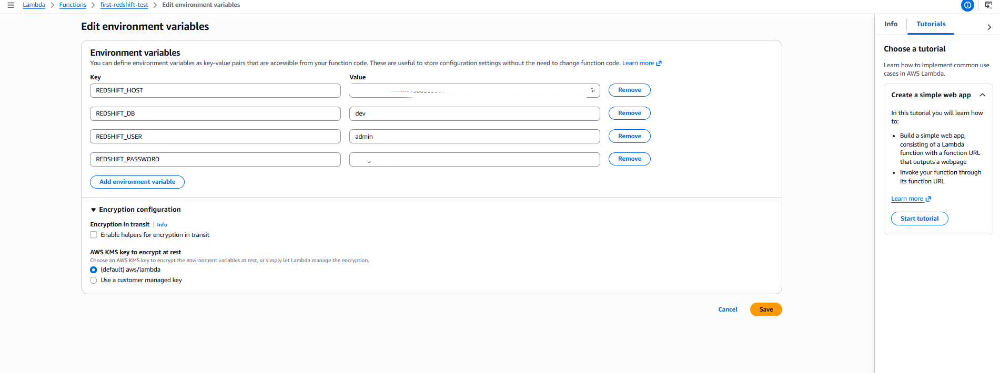 Lambda > Functions > first-redshift-test > Edit environment variables
Edit environment variables
Environment variables
You can define environment variables as key-value pairs that are accessible from your function code. These are useful to store configuration settings without the need to change function code. Learn more
Key Value
REDSHIFT_HOST Remove
REDSHIFT_DB dev Remove
REDSHIFT_USER admin Remove
REDSHIFT_PASSWORD Remove
Add environment variable
Encryption configuration
Encryption in transit | Info
Enable helpers for encryption in transit
AWS KMS key to encrypt at rest
Choose an AWS KMS key to encrypt the environment variables at rest, or simply let Lambda manage the encryption.
(default) aws/lambda
Use a customer managed key
Cancel Save
Info Tutorials
Choose a tutorial
Learn how to implement common use
cases in AWS Lambda.
Create a simple web app
In this tutorial you will learn how
to:
• Build a simple web app,
consisting of a Lambda
function with a function URL
that outputs a webpage
• Invoke your function through
its function URL
Learn more
Start tutorial